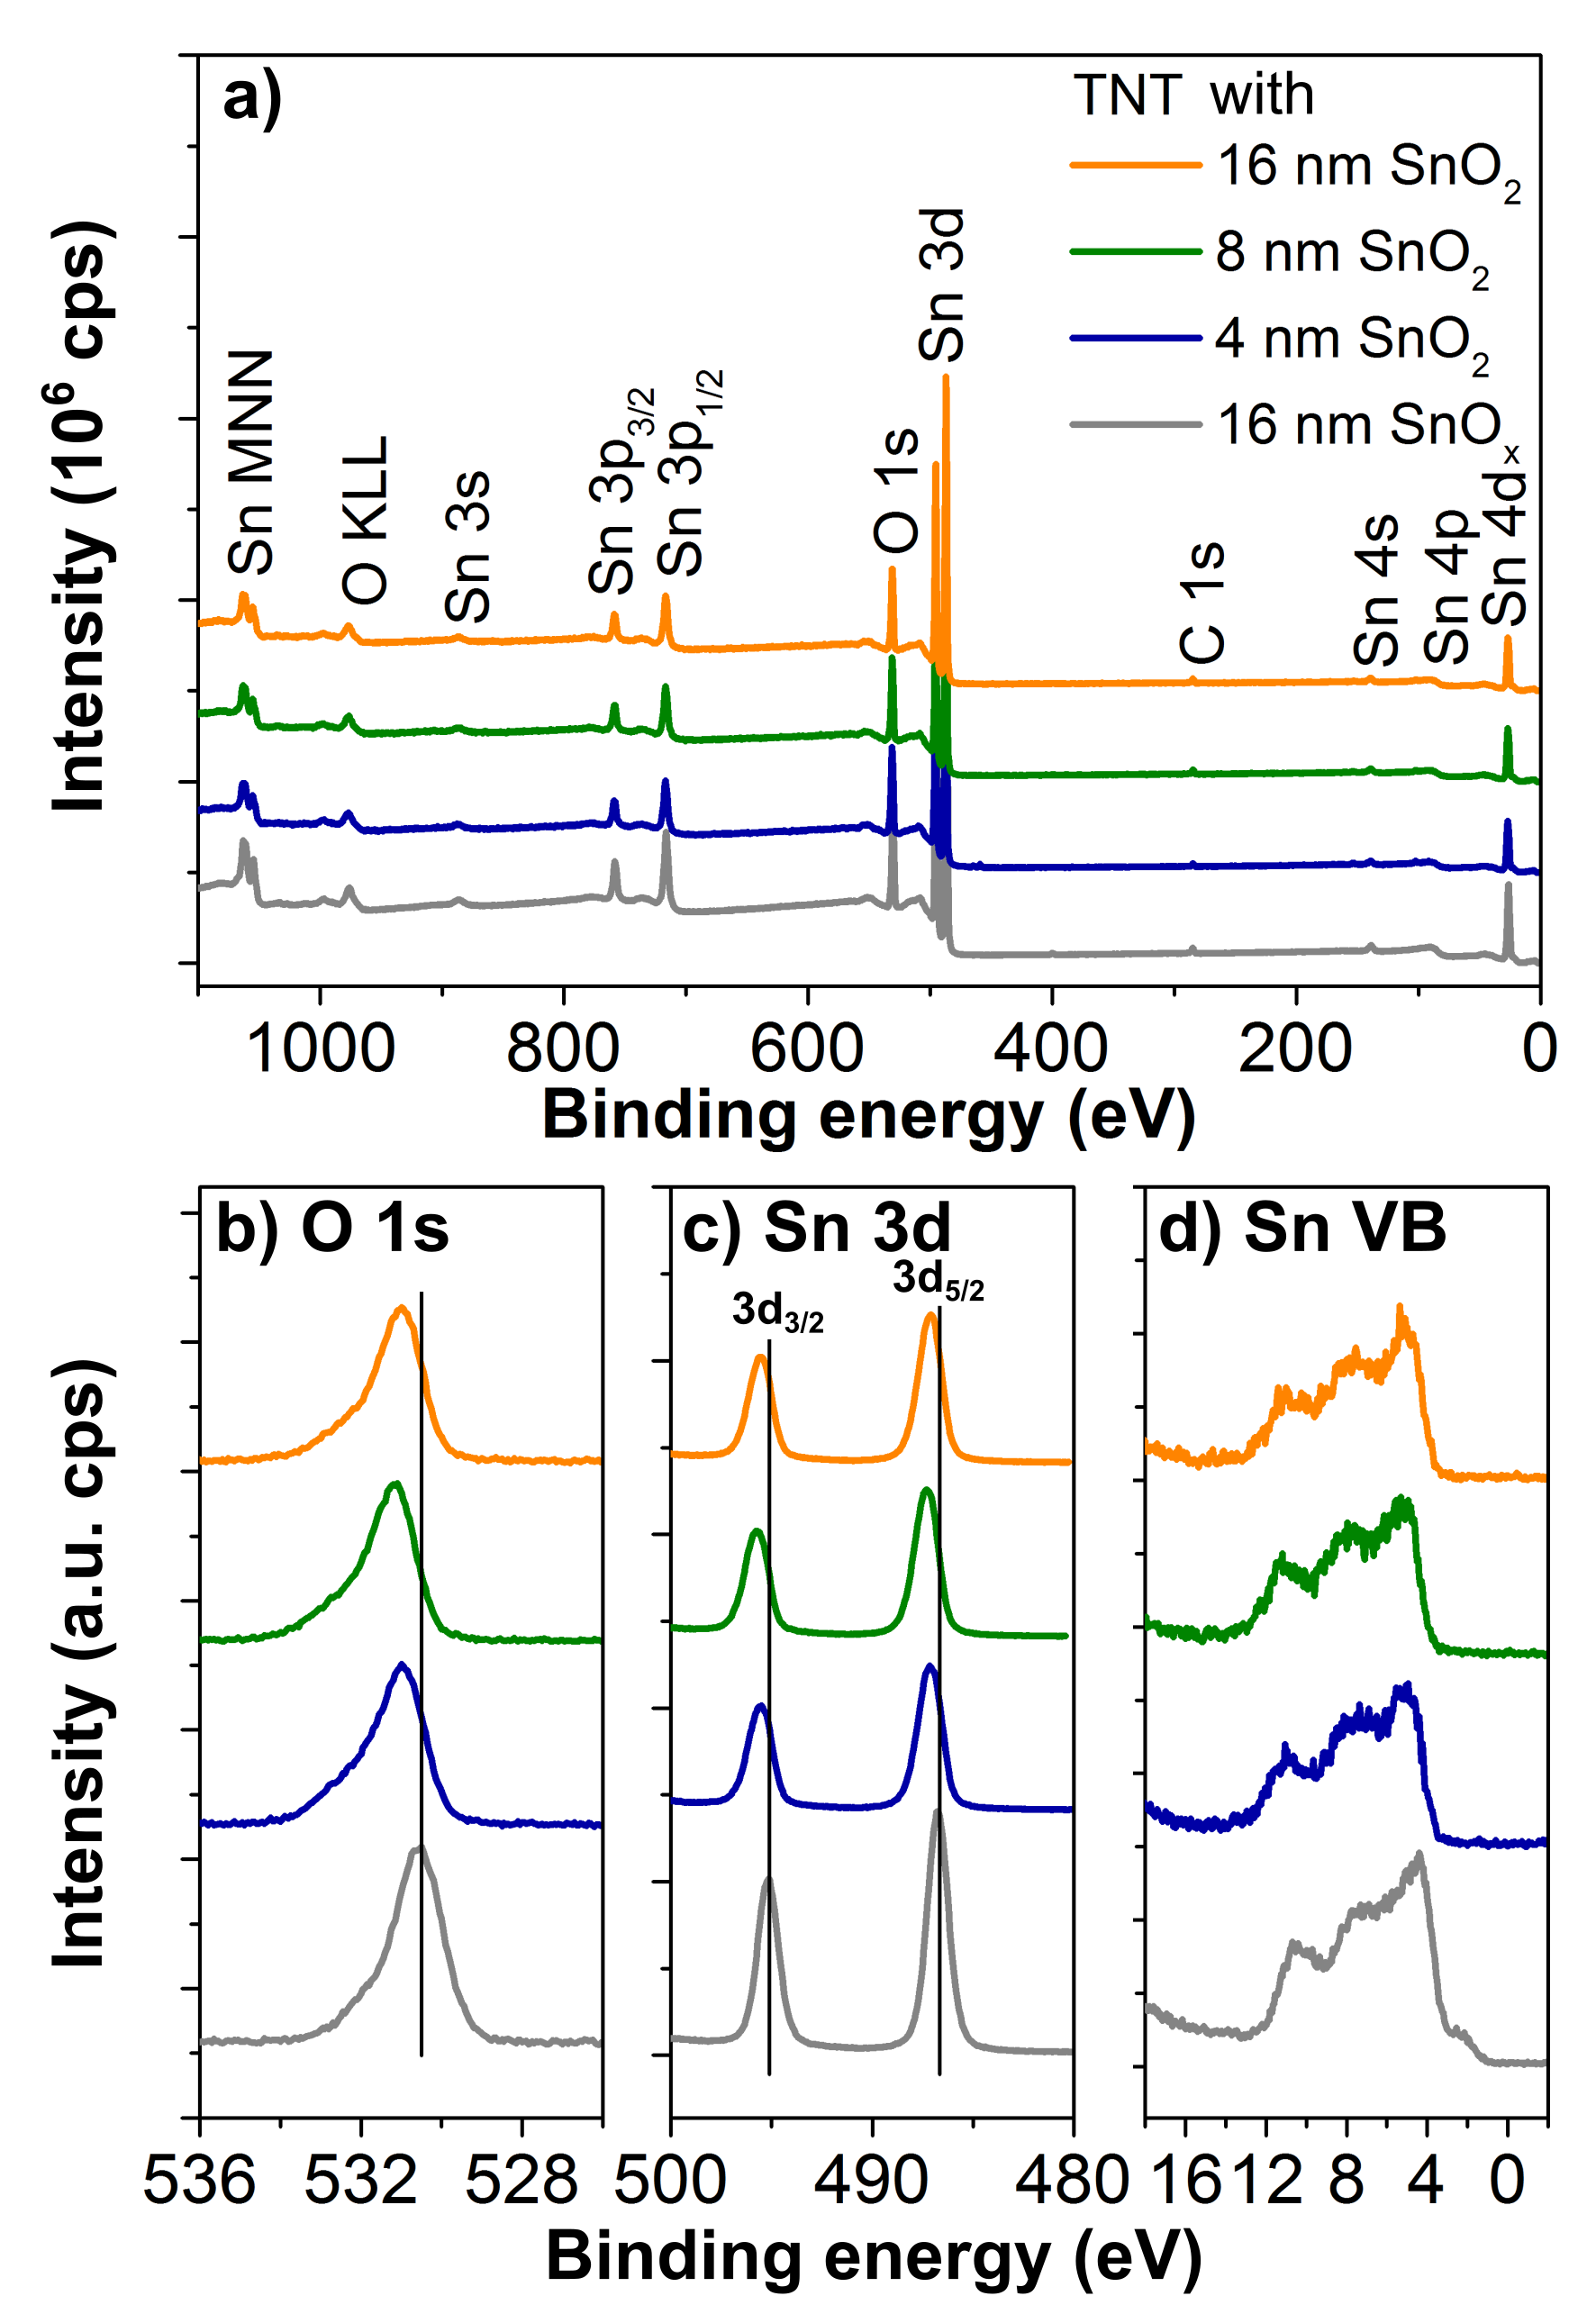 a)
TNT with
16 nm SnO₂
8 nm SnO₂
4 nm SnO₂
16 nm SnOₓ
Sn MNN
O KLL
Sn 3s
Sn 3p3/2
Sn 3p1/2
O 1s
Sn 3d
C 1s
Sn 4s
Sn 4p
Sn 4d
Intensity (10⁶ cps)
1000 800 600 400 200 0
Binding energy (eV)
b) O 1s
c) Sn 3d
d) Sn VB
3d3/2
3d5/2
Intensity (a.u. cps)
536 532 528
500 490 480
16 12 8 4 0
Binding energy (eV)